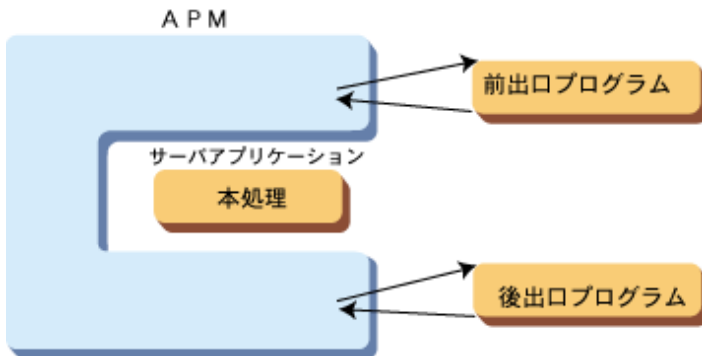 ＡＰＭ
前出口プログラム
サーバアプリケーション
本処理
後出口プログラム